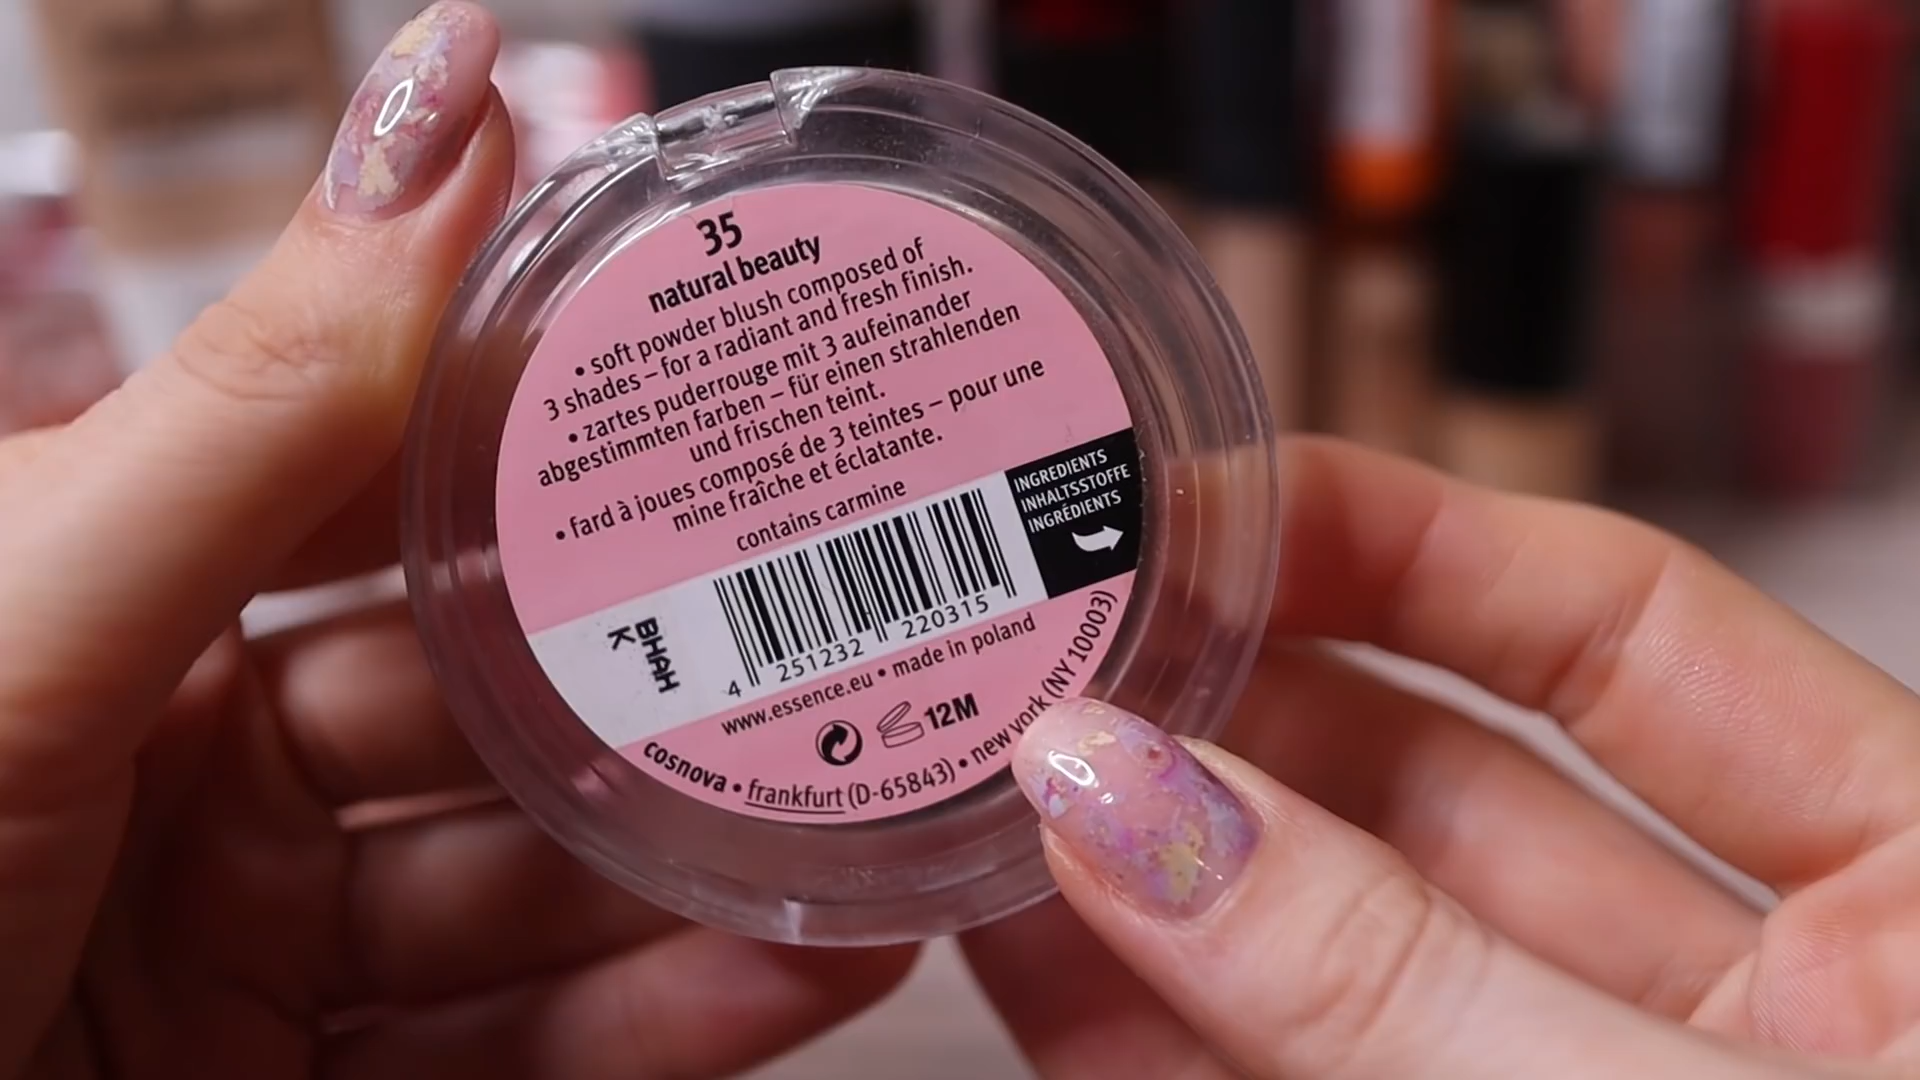 35
natural beauty
• soft powder blush composed of
3 shades – for a radiant and fresh finish.
• zartes puderrouge mit 3 aufeinander
abgestimmten farben – für einen strahlenden
und frischen teint.
• fard à joues composé de 3 teintes – pour une
mine fraîche et éclatante.
contains carmine
INGREDIENTS
INHALTSSTOFFE
INGRÉDIENTS
BHAH
K
4 251232 220315
www.essence.eu • made in poland
12M
cosnova • frankfurt (D-65843) • new york (NY 10003)